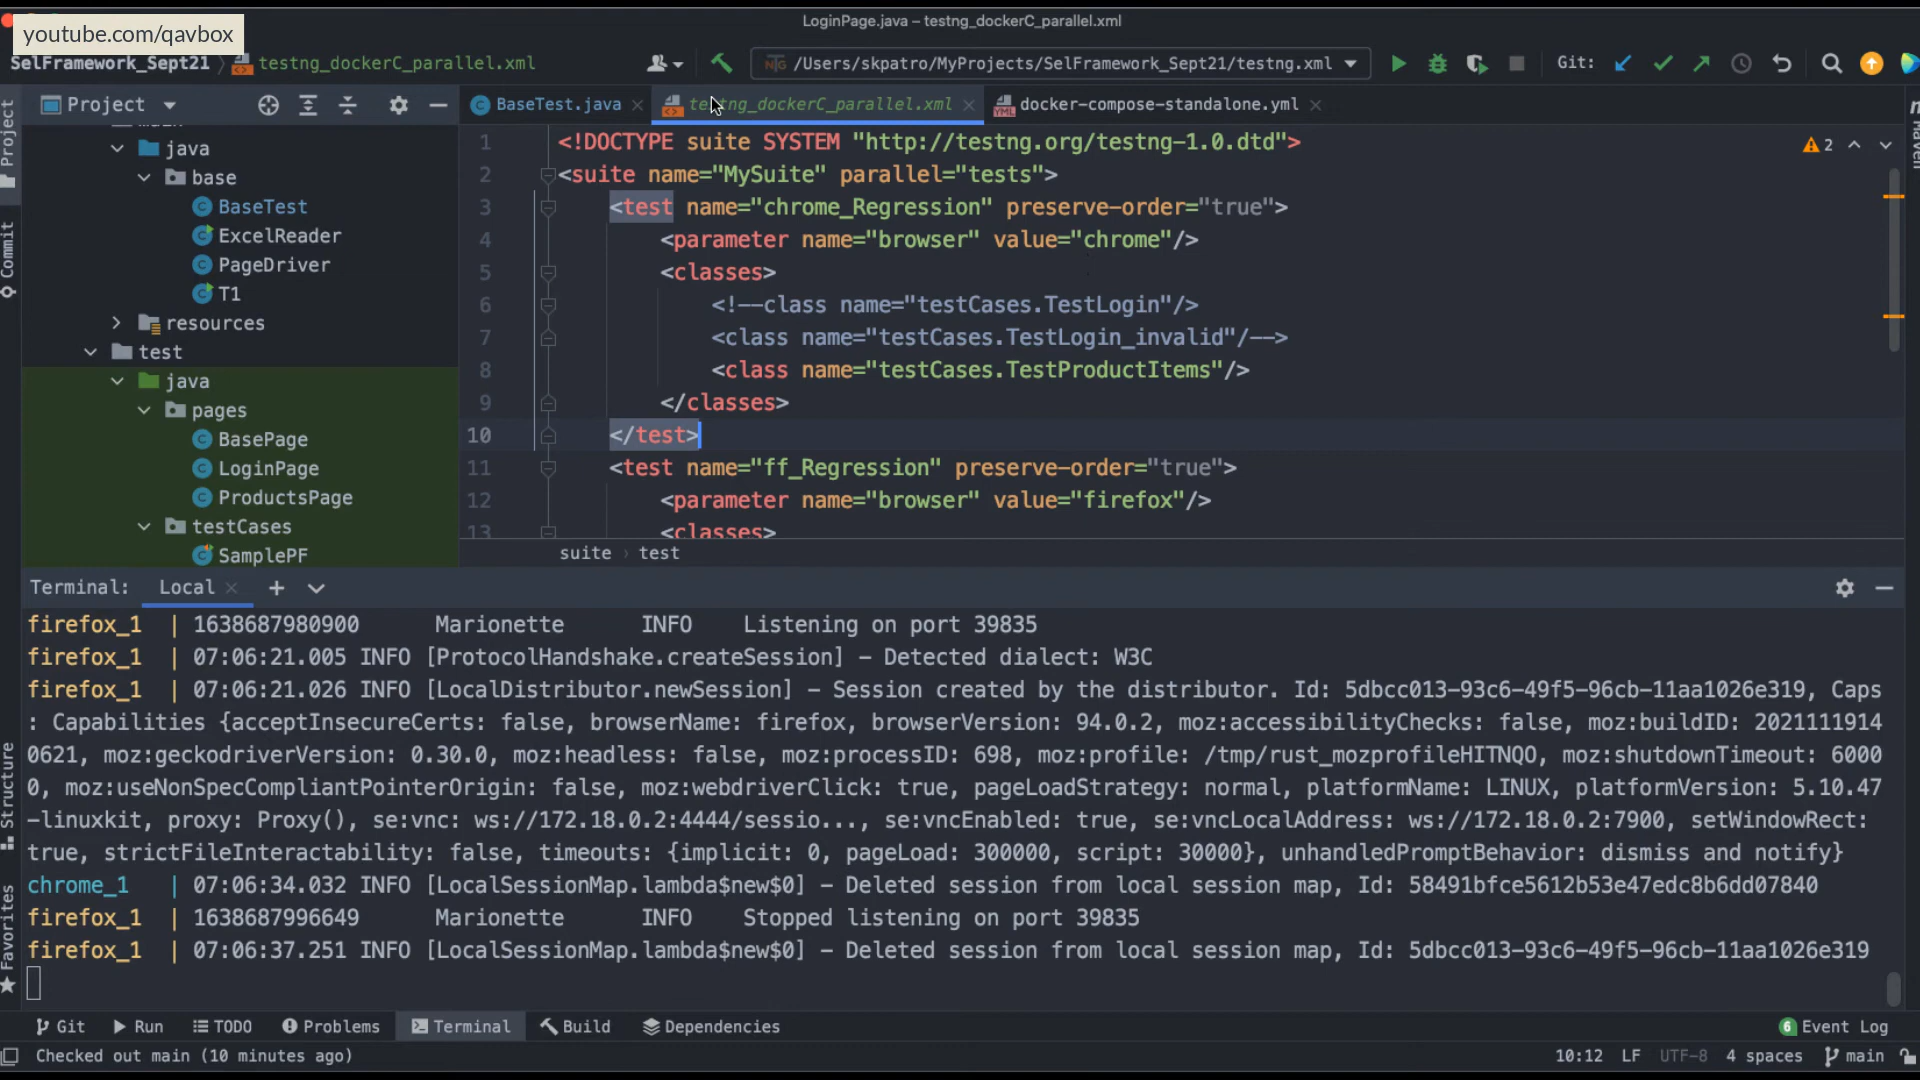 LoginPage.java – testng_dockerC_parallel.xml
youtube.com/qavbox
SelFramework_Sept21 testng_dockerC_parallel.xml
/Users/skpatro/MyProjects/SelFramework_Sept21/testng.xml
Git:
Project
BaseTest.java
testng_dockerC_parallel.xml
docker-compose-standalone.yml
Project
Commit
Structure
Favorites
Maven
java
base
BaseTest
ExcelReader
PageDriver
T1
resources
test
java
pages
BasePage
LoginPage
ProductsPage
testCases
SamplePF
2
1 <!DOCTYPE suite SYSTEM "http://testng.org/testng-1.0.dtd">
2 <suite name="MySuite" parallel="tests">
3 <test name="chrome_Regression" preserve-order="true">
4 <parameter name="browser" value="chrome"/>
5 <classes>
6 <!--class name="testCases.TestLogin"/>
7 <class name="testCases.TestLogin_invalid"/-->
8 <class name="testCases.TestProductItems"/>
9 </classes>
10 </test>
11 <test name="ff_Regression" preserve-order="true">
12 <parameter name="browser" value="firefox"/>
13 <classes>
suite › test
Terminal: Local
firefox_1 | 1638687980900 Marionette INFO Listening on port 39835
firefox_1 | 07:06:21.005 INFO [ProtocolHandshake.createSession] – Detected dialect: W3C
firefox_1 | 07:06:21.026 INFO [LocalDistributor.newSession] – Session created by the distributor. Id: 5dbcc013-93c6-49f5-96cb-11aa1026e319, Caps
: Capabilities {acceptInsecureCerts: false, browserName: firefox, browserVersion: 94.0.2, moz:accessibilityChecks: false, moz:buildID: 2021111914
0621, moz:geckodriverVersion: 0.30.0, moz:headless: false, moz:processID: 698, moz:profile: /tmp/rust_mozprofileHITNQO, moz:shutdownTimeout: 6000
0, moz:useNonSpecCompliantPointerOrigin: false, moz:webdriverClick: true, pageLoadStrategy: normal, platformName: LINUX, platformVersion: 5.10.47
-linuxkit, proxy: Proxy(), se:vnc: ws://172.18.0.2:4444/sessio..., se:vncEnabled: true, se:vncLocalAddress: ws://172.18.0.2:7900, setWindowRect:
true, strictFileInteractability: false, timeouts: {implicit: 0, pageLoad: 300000, script: 30000}, unhandledPromptBehavior: dismiss and notify}
chrome_1 | 07:06:34.032 INFO [LocalSessionMap.lambda$new$0] – Deleted session from local session map, Id: 58491bfce5612b53e47edc8b6dd07840
firefox_1 | 1638687996649 Marionette INFO Stopped listening on port 39835
firefox_1 | 07:06:37.251 INFO [LocalSessionMap.lambda$new$0] – Deleted session from local session map, Id: 5dbcc013-93c6-49f5-96cb-11aa1026e319
Git Run TODO Problems Terminal Build Dependencies 6 Event Log
Checked out main (10 minutes ago) 10:12 LF UTF-8 4 spaces main